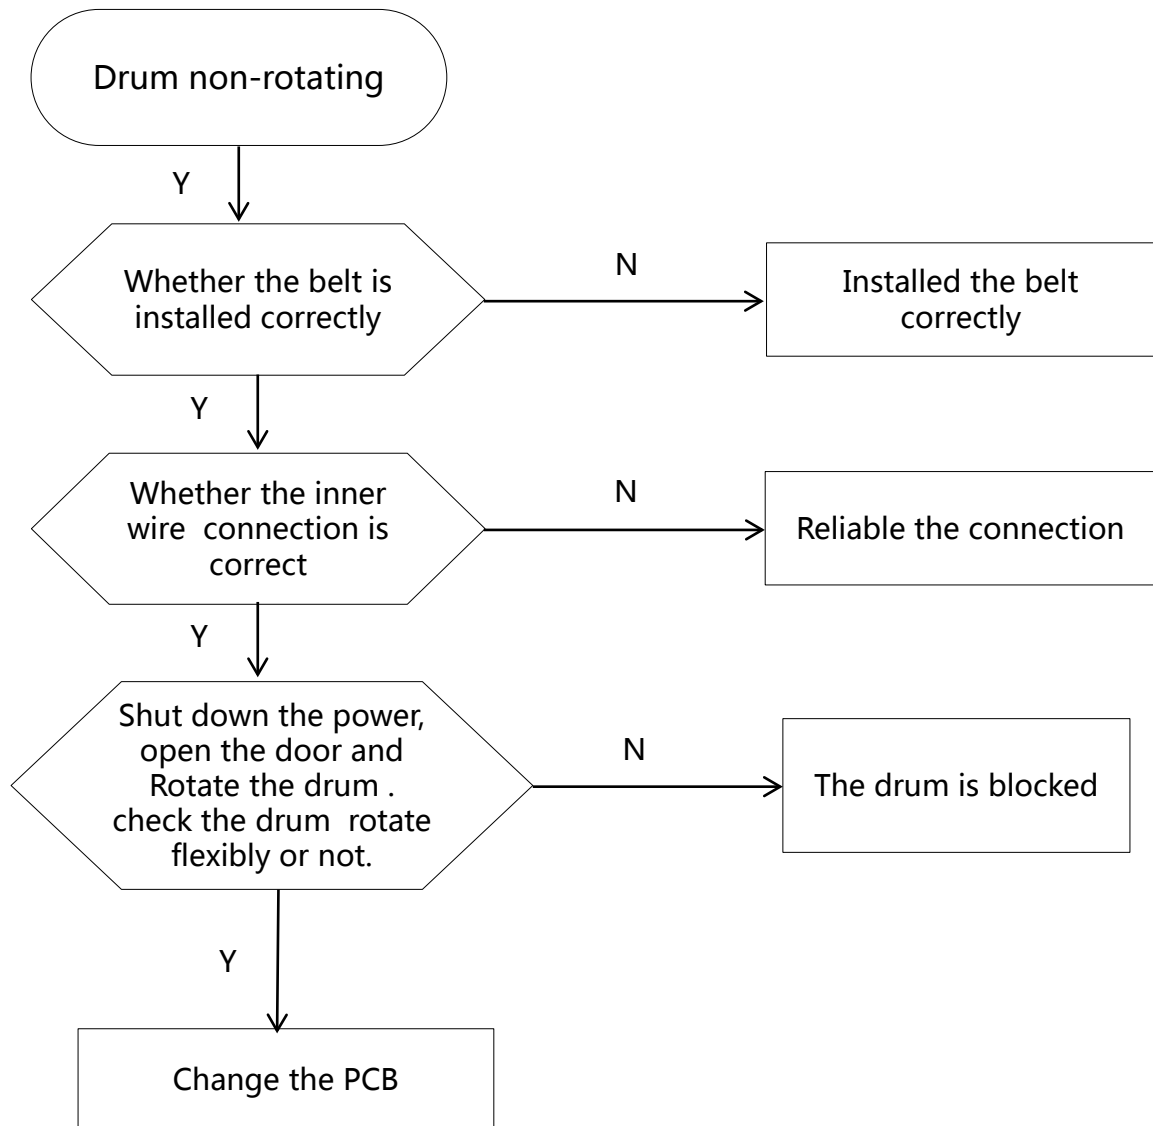 Drum non-rotating
Y
Whether the belt is
installed correctly
N
Installed the belt
correctly
Y
Whether the inner
wire connection is
correct
N
Reliable the connection
Y
Shut down the power,
open the door and
Rotate the drum .
check the drum rotate
flexibly or not.
N
The drum is blocked
Y
Change the PCB